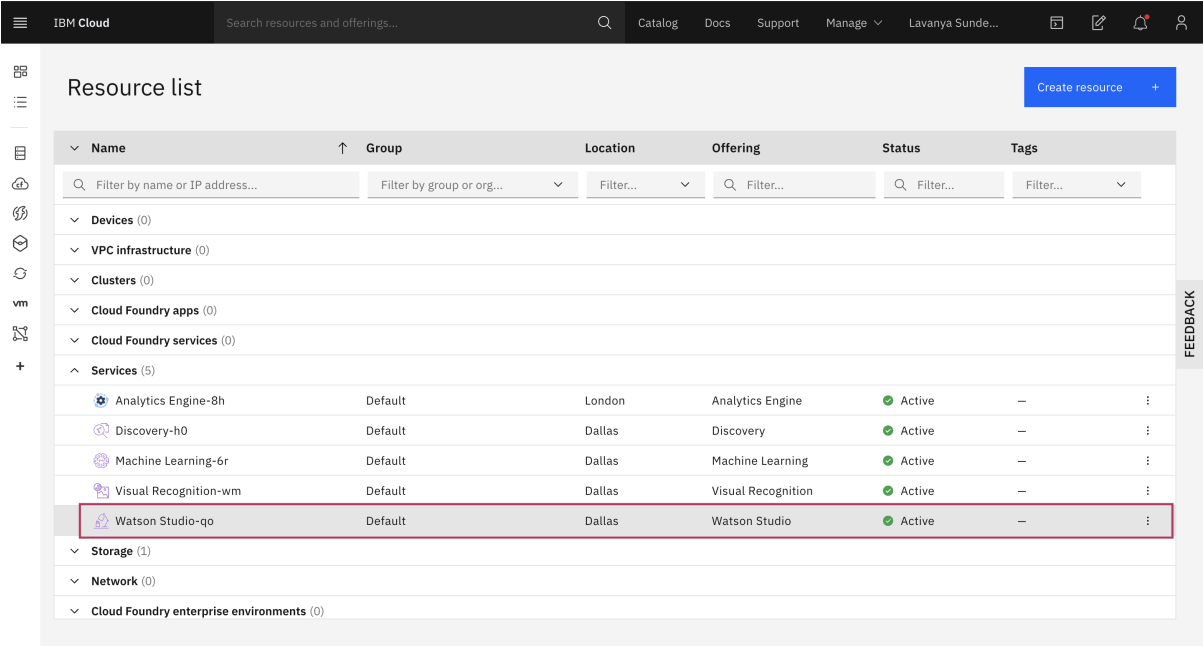 IBM Cloud Search resources and offerings... Catalog Docs Support Manage Lavanya Sunde...
Resource list Create resource +
Name Group Location Offering Status Tags
Filter by name or IP address... Filter by group or org... Filter... Filter... Filter... Filter...
Devices (0)
VPC infrastructure (0)
Clusters (0)
Cloud Foundry apps (0)
Cloud Foundry services (0)
Services (5)
Analytics Engine-8h Default London Analytics Engine Active —
Discovery-h0 Default Dallas Discovery Active —
Machine Learning-6r Default Dallas Machine Learning Active —
Visual Recognition-wm Default Dallas Visual Recognition Active —
Watson Studio-qo Default Dallas Watson Studio Active —
Storage (1)
Network (0)
Cloud Foundry enterprise environments (0)
cf
vm
+
FEEDBACK